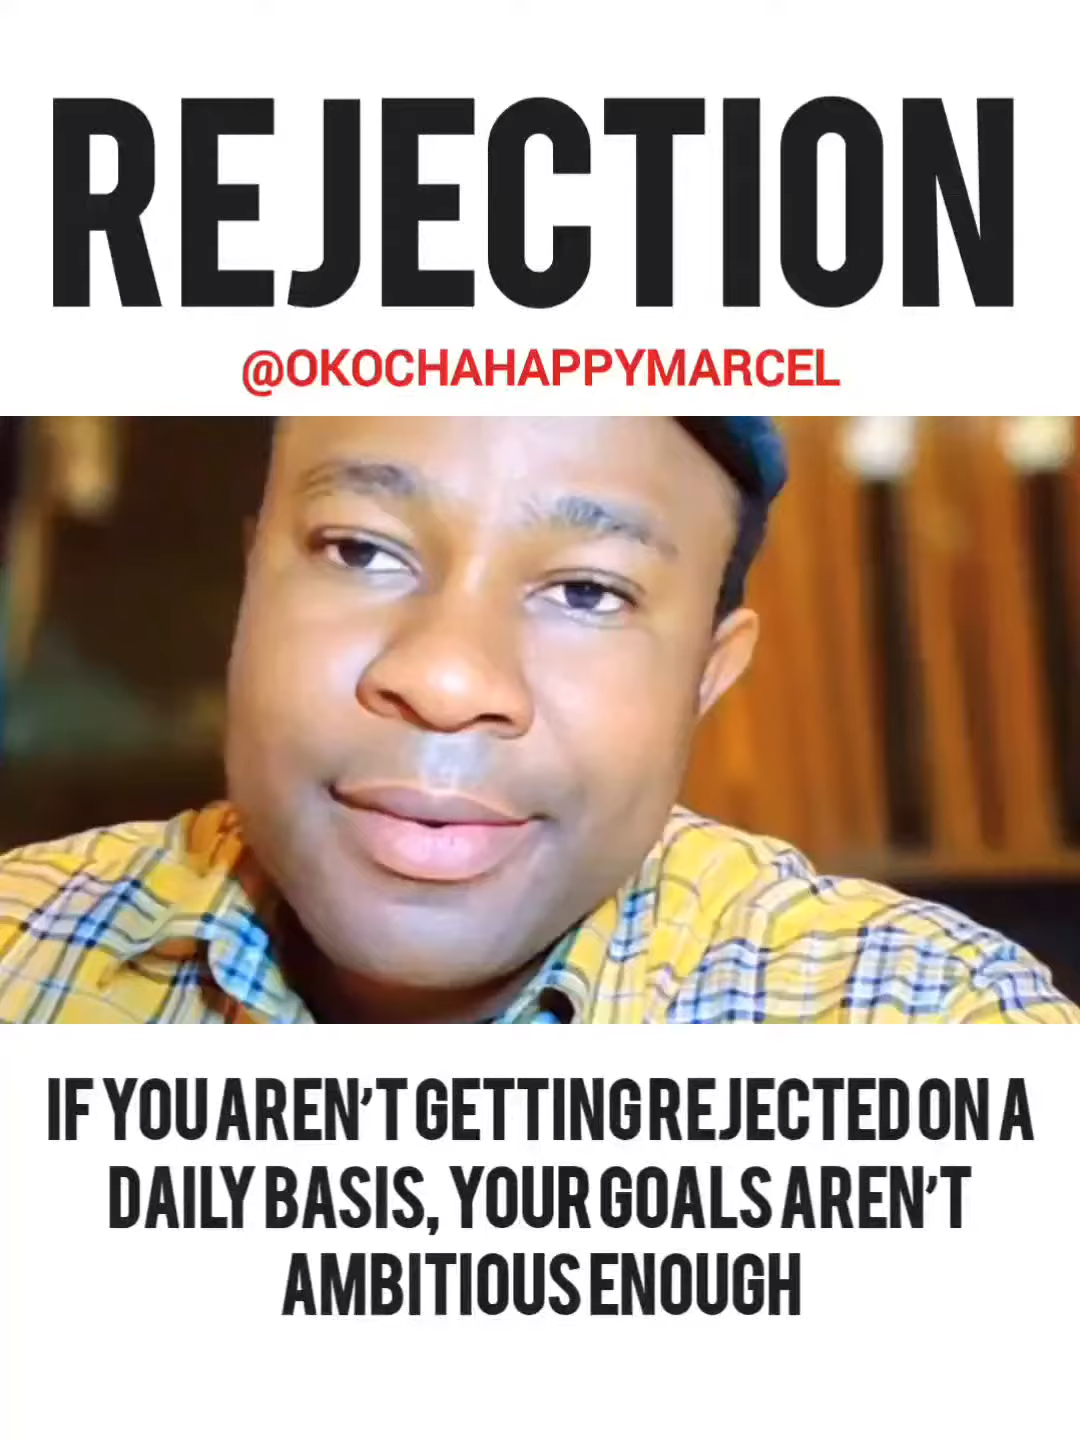 REJECTION
@OKOCHAHAPPYMARCEL
IF YOU AREN'T GETTING REJECTED ON A
DAILY BASIS, YOUR GOALS AREN'T
AMBITIOUS ENOUGH